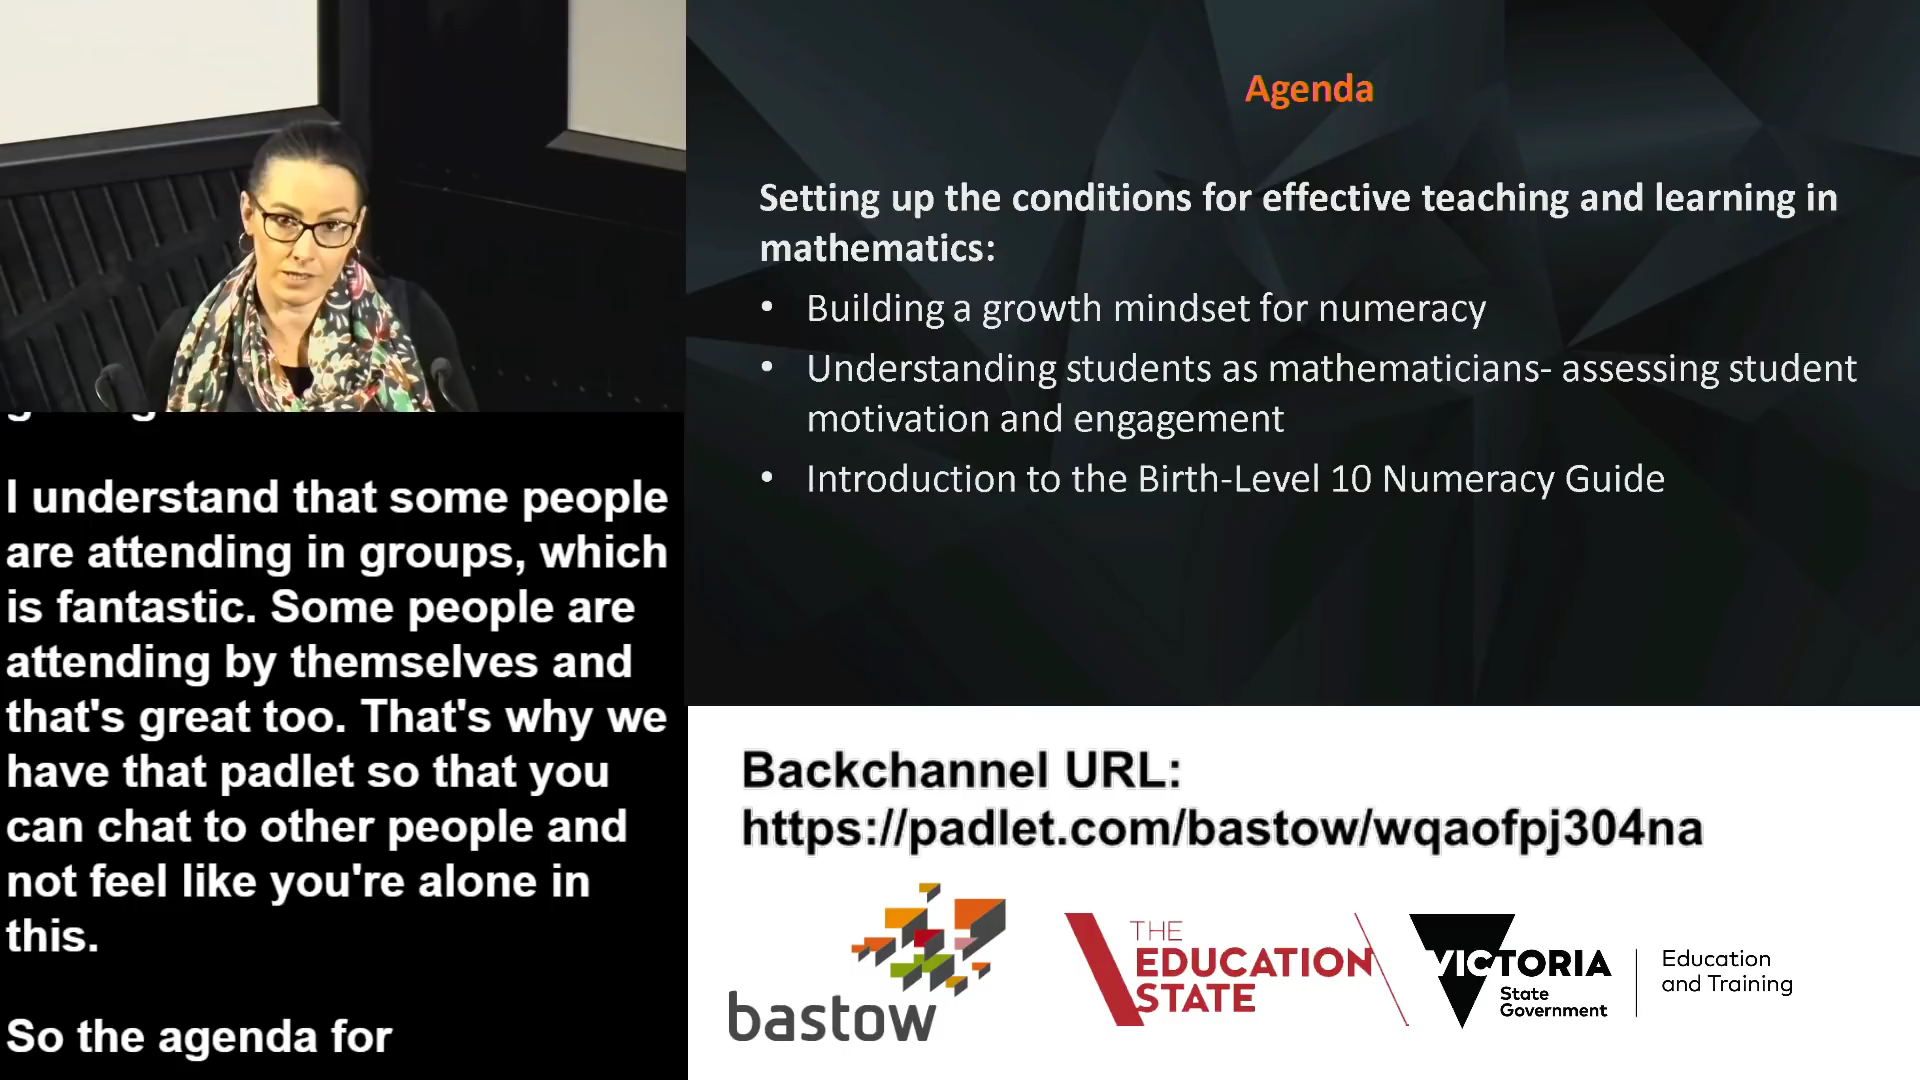 I understand that some people
are attending in groups, which
is fantastic. Some people are
attending by themselves and
that's great too. That's why we
have that padlet so that you
can chat to other people and
not feel like you're alone in
this.
So the agenda for
Agenda
Setting up the conditions for effective teaching and learning in
mathematics:
• Building a growth mindset for numeracy
• Understanding students as mathematicians- assessing student
motivation and engagement
• Introduction to the Birth-Level 10 Numeracy Guide
Backchannel URL:
https://padlet.com/bastow/wqaofpj304na
bastow
THE
EDUCATION
STATE
VICTORIA
State
Government
Education
and Training